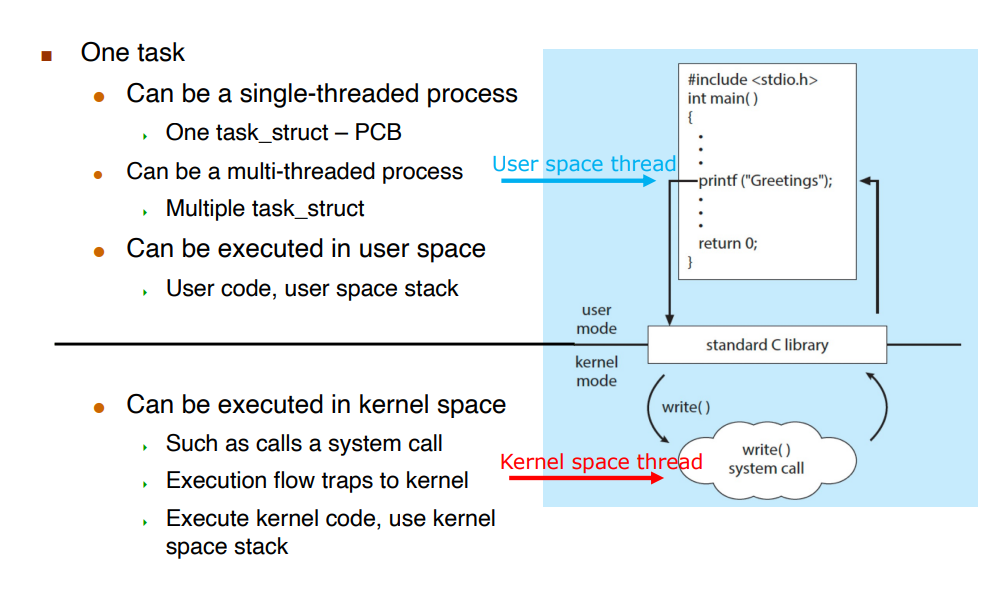 One task
Can be a single-threaded process
One task_struct – PCB
Can be a multi-threaded process
Multiple task_struct
Can be executed in user space
User code, user space stack
Can be executed in kernel space
Such as calls a system call
Execution flow traps to kernel
Execute kernel code, use kernel
space stack
#include <stdio.h>
int main( )
{
.
.
.
User space thread
printf ("Greetings");
.
.
.
return 0;
}
user
mode
standard C library
kernel
mode
write( )
write( )
system call
Kernel space thread